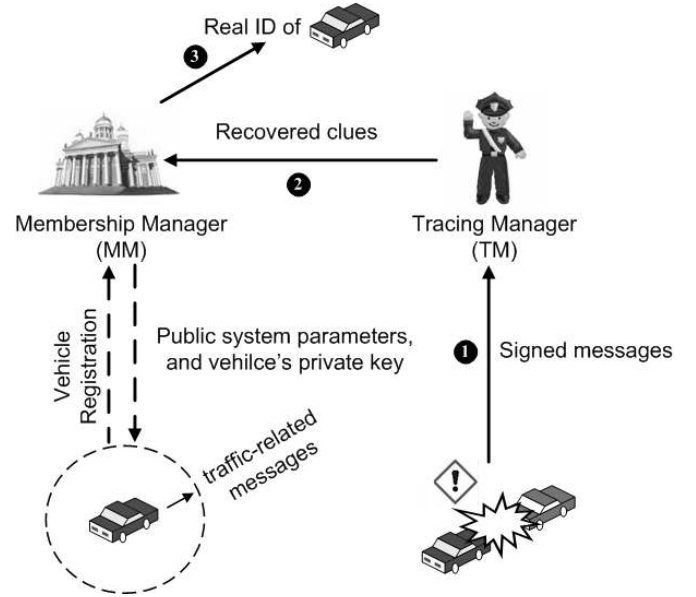 Real ID of
3
Recovered clues
2
Membership Manager
(MM)
Tracing Manager
(TM)
Vehicle
Registration
Public system parameters,
and vehilce's private key
1
Signed messages
traffic-related
messages
!